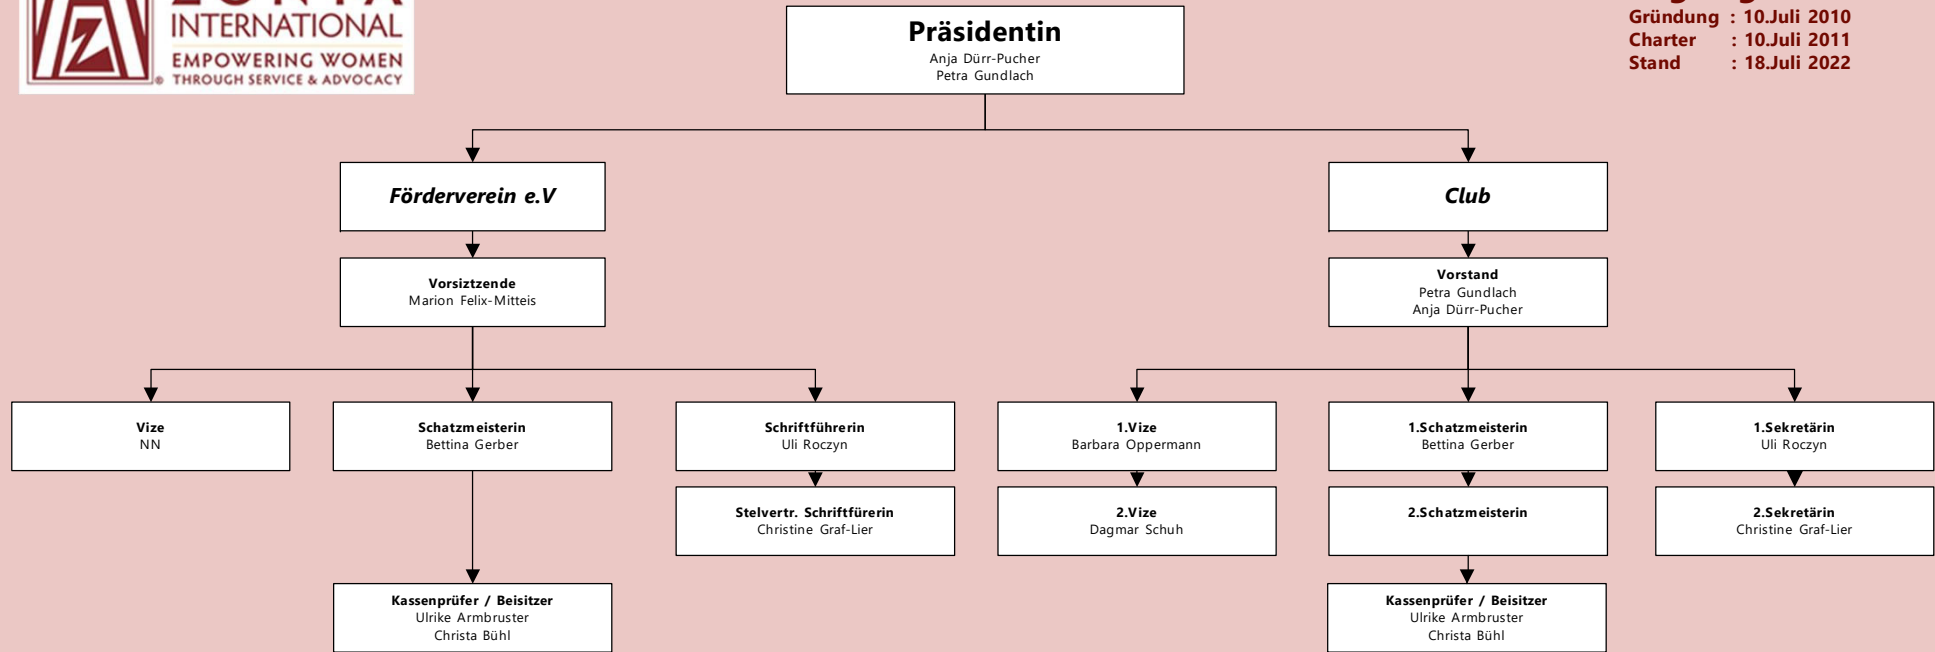 INTERNATIONAL
EMPOWERING WOMEN
THROUGH SERVICE & ADVOCACY
Präsidentin
Anja Dürr-Pucher
Petra Gundlach
Gründung : 10.Juli 2010
Charter : 10.Juli 2011
Stand : 18.Juli 2022
Förderverein e.V
Club
Vorsiztzende
Marion Felix-Mitteis
Vorstand
Petra Gundlach
Anja Dürr-Pucher
Vize
NN
Schatzmeisterin
Bettina Gerber
Schriftführerin
Uli Roczyn
1.Vize
Barbara Oppermann
1.Schatzmeisterin
Bettina Gerber
1.Sekretärin
Uli Roczyn
Stelvertr. Schriftfürerin
Christine Graf-Lier
2.Vize
Dagmar Schuh
2.Schatzmeisterin
2.Sekretärin
Christine Graf-Lier
Kassenprüfer / Beisitzer
Ulrike Armbruster
Christa Bühl
Kassenprüfer / Beisitzer
Ulrike Armbruster
Christa Bühl